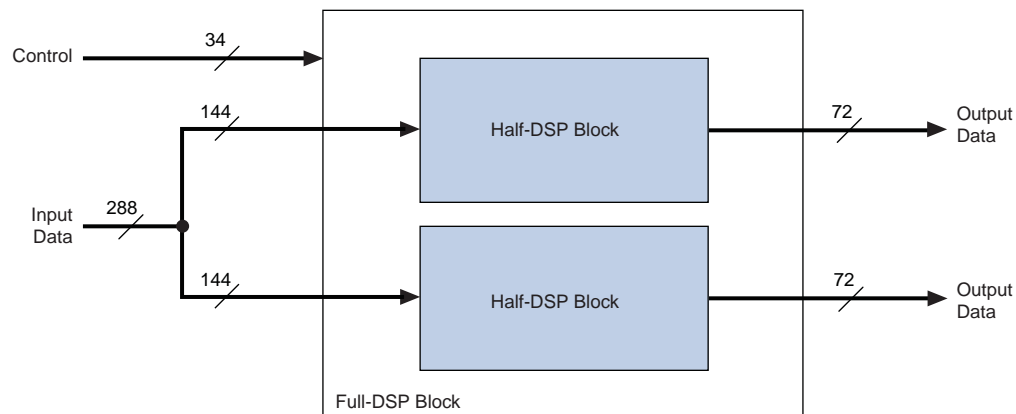 34
Control
144
72
Half-DSP Block
Output
Data
288
Input
Data
144
72
Half-DSP Block
Output
Data
Full-DSP Block